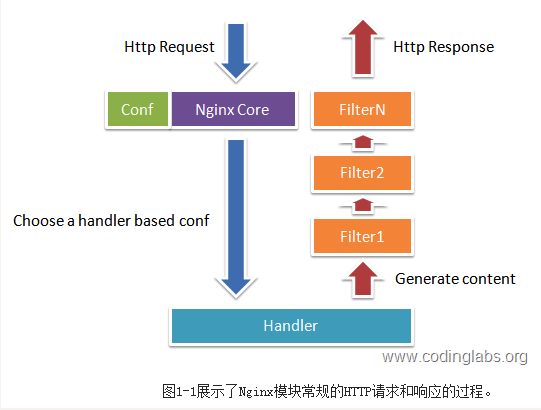 Http Request
Http Response
Conf
Nginx Core
FilterN
Filter2
Choose a handler based conf
Filter1
Generate content
Handler
www.codinglabs.org
图1-1展示了Nginx模块常规的HTTP请求和响应的过程。